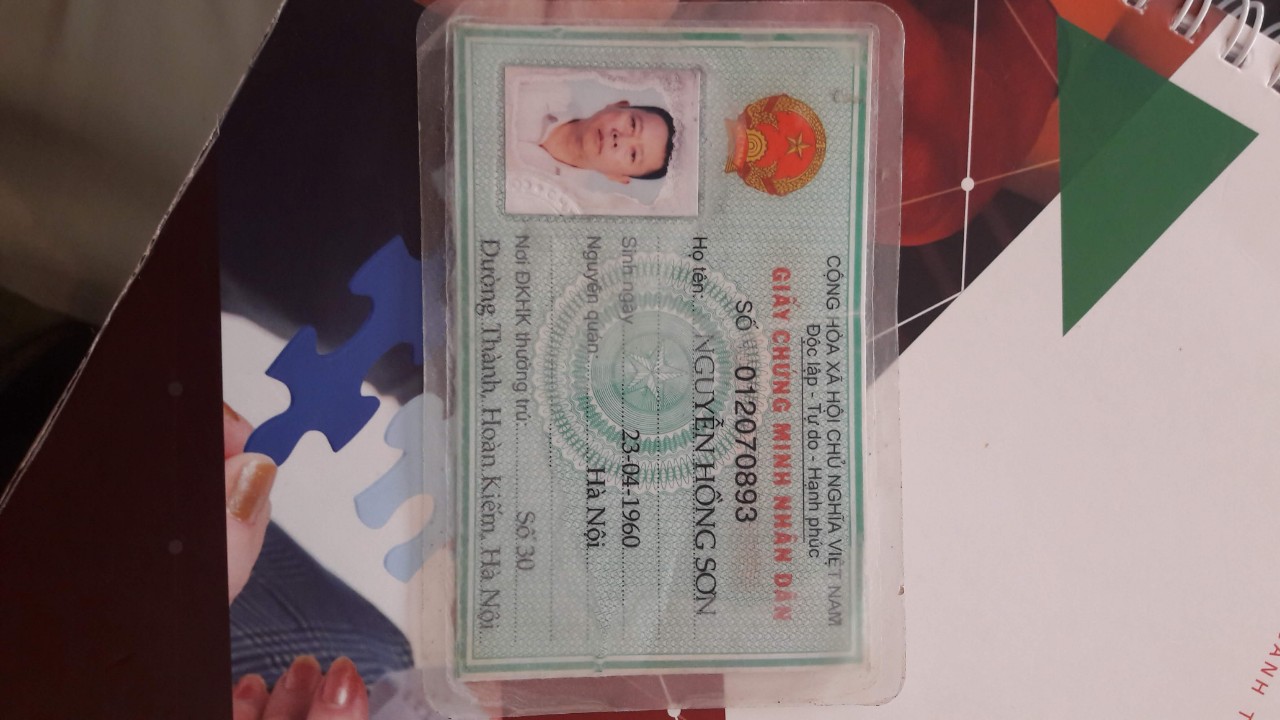 CỘNG HÒA XÃ HỘI CHỦ NGHĨA VIỆT NAM
Độc lập - Tự do - Hạnh phúc
GIẤY CHỨNG MINH NHÂN DÂN
SỐ 012070893
Họ tên: NGUYỄN HỒNG SƠN
Sinh ngày 23-04-1960
Nguyên quán: Hà Nội
Nơi ĐKHK thường trú: Số 30
Đường Thành, Hoàn Kiếm, Hà Nội